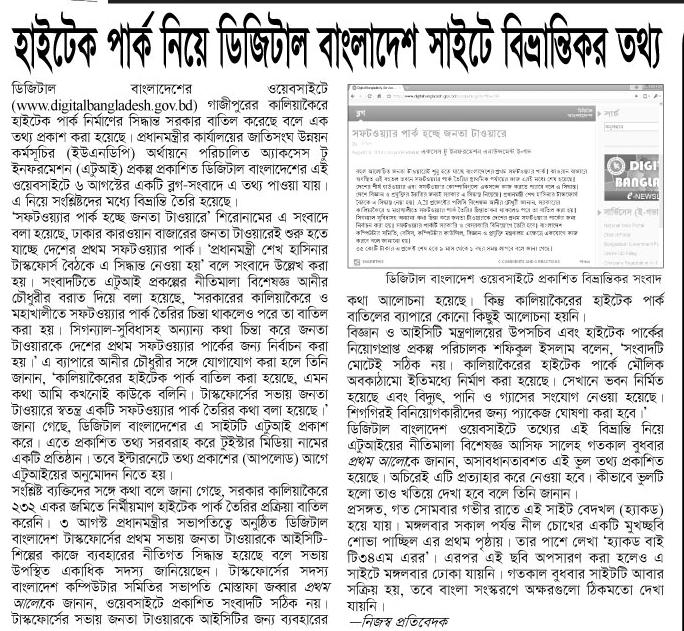 হাইটেক পার্ক নিয়ে ডিজিটাল বাংলাদেশ সাইটে বিভ্রান্তিকর তথ্য
ডিজিটাল বাংলাদেশের ওয়েবসাইটে
(www.digitalbangladesh.gov.bd) গাজীপুরের কালিয়াকৈরে
হাইটেক পার্ক নির্মাণের সিদ্ধান্ত সরকার বাতিল করেছে বলে এক
তথ্য প্রকাশ করা হয়েছে। প্রধানমন্ত্রীর কার্যালয়ের জাতিসংঘ উন্নয়ন
কর্মসূচির (ইউএনডিপি) অর্থায়নে পরিচালিত অ্যাকসেস টু
ইনফরমেশন (এটুআই) প্রকল্প প্রকাশিত ডিজিটাল বাংলাদেশের এই
ওয়েবসাইটে ৬ আগস্টের একটি ব্লগ-সংবাদে এ তথ্য পাওয়া যায়।
এ নিয়ে সংশ্লিষ্টদের মধ্যে বিভ্রান্তি তৈরি হয়েছে।
‘সফটওয়্যার পার্ক হচ্ছে জনতা টাওয়ারে’ শিরোনামের এ সংবাদে
বলা হয়েছে, ঢাকার কারওয়ান বাজারের জনতা টাওয়ারেই শুরু হতে
যাচ্ছে দেশের প্রথম সফটওয়্যার পার্ক। ‘প্রধানমন্ত্রী শেখ হাসিনার
টাস্কফোর্স বৈঠকে এ সিদ্ধান্ত নেওয়া হয়’ বলে সংবাদে উল্লেখ করা
হয়। সংবাদটিতে এটুআই প্রকল্পের নীতিমালা বিশেষজ্ঞ আনীর
চৌধুরীর বরাত দিয়ে বলা হয়েছে, ‘সরকারের কালিয়াকৈরে ও
মহাখালীতে সফটওয়্যার পার্ক তৈরির চিন্তা থাকলেও পরে তা বাতিল
করা হয়। সিগন্যাল-সুবিধাসহ অন্যান্য কথা চিন্তা করে জনতা
টাওয়ারকে দেশের প্রথম সফটওয়্যার পার্কের জন্য নির্বাচন করা
হয়।’ এ ব্যাপারে আনীর চৌধুরীর সঙ্গে যোগাযোগ করা হলে তিনি
জানান, ‘কালিয়াকৈরের হাইটেক পার্ক বাতিল করা হয়েছে, এমন
কথা আমি কখনোই কাউকে বলিনি। টাস্কফোর্সের সভায় জনতা
টাওয়ারে স্বতন্ত্র একটি সফটওয়্যার পার্ক তৈরির কথা বলা হয়েছে।’
জানা গেছে, ডিজিটাল বাংলাদেশের এ সাইটটি এটুআই প্রকাশ
করে। এতে প্রকাশিত তথ্য সরবরাহ করে টুইস্টার মিডিয়া নামের
একটি প্রতিষ্ঠান। তবে ইন্টারনেটে তথ্য প্রকাশের (আপলোড) আগে
এটুআইয়ের অনুমোদন নিতে হয়।
সংশ্লিষ্ট ব্যক্তিদের সঙ্গে কথা বলে জানা গেছে, সরকার কালিয়াকৈরে
২৩২ একর জমিতে নির্মীয়মাণ হাইটেক পার্ক তৈরির প্রক্রিয়া বাতিল
করেনি। ৩ আগস্ট প্রধানমন্ত্রীর সভাপতিত্বে অনুষ্ঠিত ডিজিটাল
বাংলাদেশ টাস্কফোর্সের প্রথম সভায় জনতা টাওয়ারকে আইসিটি-
শিল্পের কাজে ব্যবহারের নীতিগত সিদ্ধান্ত হয়েছে বলে সভায়
উপস্থিত একাধিক সদস্য জানিয়েছেন। টাস্কফোর্সের সদস্য
বাংলাদেশ কম্পিউটার সমিতির সভাপতি মোস্তাফা জব্বার প্রথম
আলোকে জানান, ওয়েবসাইটে প্রকাশিত সংবাদটি সঠিক নয়।
টাস্কফোর্সের সভায় জনতা টাওয়ারকে আইসিটির জন্য ব্যবহারের
ব্লগ
ডিজিটাল বাংলাদেশ
সার্চ
সফটওয়্যার পার্ক হচ্ছে জনতা টাওয়ারে
DIGI
BANGLA
e-NEWSL
ডিজিটাল বাংলাদেশ ওয়েবসাইটে প্রকাশিত বিভ্রান্তিকর সংবাদ
কথা আলোচনা হয়েছে। কিন্তু কালিয়াকৈরের হাইটেক পার্ক
বাতিলের ব্যাপারে কোনো কিছুই আলোচনা হয়নি।
বিজ্ঞান ও আইসিটি মন্ত্রণালয়ের উপসচিব এবং হাইটেক পার্কের
নিয়োগপ্রাপ্ত প্রকল্প পরিচালক শফিকুল ইসলাম বলেন, ‘সংবাদটি
মোটেই সঠিক নয়। কালিয়াকৈরের হাইটেক পার্কে মৌলিক
অবকাঠামো ইতিমধ্যে নির্মাণ করা হয়েছে। সেখানে ভবন নির্মিত
হয়েছে এবং বিদ্যুৎ, পানি ও গ্যাসের সংযোগ নেওয়া হয়েছে।
শিগগিরই বিনিয়োগকারীদের জন্য প্যাকেজ ঘোষণা করা হবে।’
ডিজিটাল বাংলাদেশ ওয়েবসাইটে তথ্যের এই বিভ্রান্তি নিয়ে
এটুআইয়ের নীতিমালা বিশেষজ্ঞ আসিফ সালেহ গতকাল বুধবার
প্রথম আলোকে জানান, অসাবধানতাবশত এই ভুল তথ্য প্রকাশিত
হয়েছে। অচিরেই এটি প্রত্যাহার করে নেওয়া হবে। কীভাবে ভুলটি
হলো তাও খতিয়ে দেখা হবে বলে তিনি জানান।
প্রসঙ্গত, গত সোমবার গভীর রাতে এই সাইট বেদখল (হ্যাকড)
হয়ে যায়। মঙ্গলবার সকাল পর্যন্ত নীল চোখের একটি মুখচ্ছবি
শোভা পাচ্ছিল এর প্রথম পৃষ্ঠায়। তার পাশে লেখা ‘হ্যাকড বাই
টি৩৪এম এরর’। এরপর এই ছবি অপসারণ করা হলেও এ
সাইটে মঙ্গলবার ঢোকা যায়নি। গতকাল বুধবার সাইটটি আবার
সক্রিয় হয়, তবে বাংলা সংস্করণে অক্ষরগুলো ঠিকমতো দেখা
যায়নি।
—নিজস্ব প্রতিবেদক